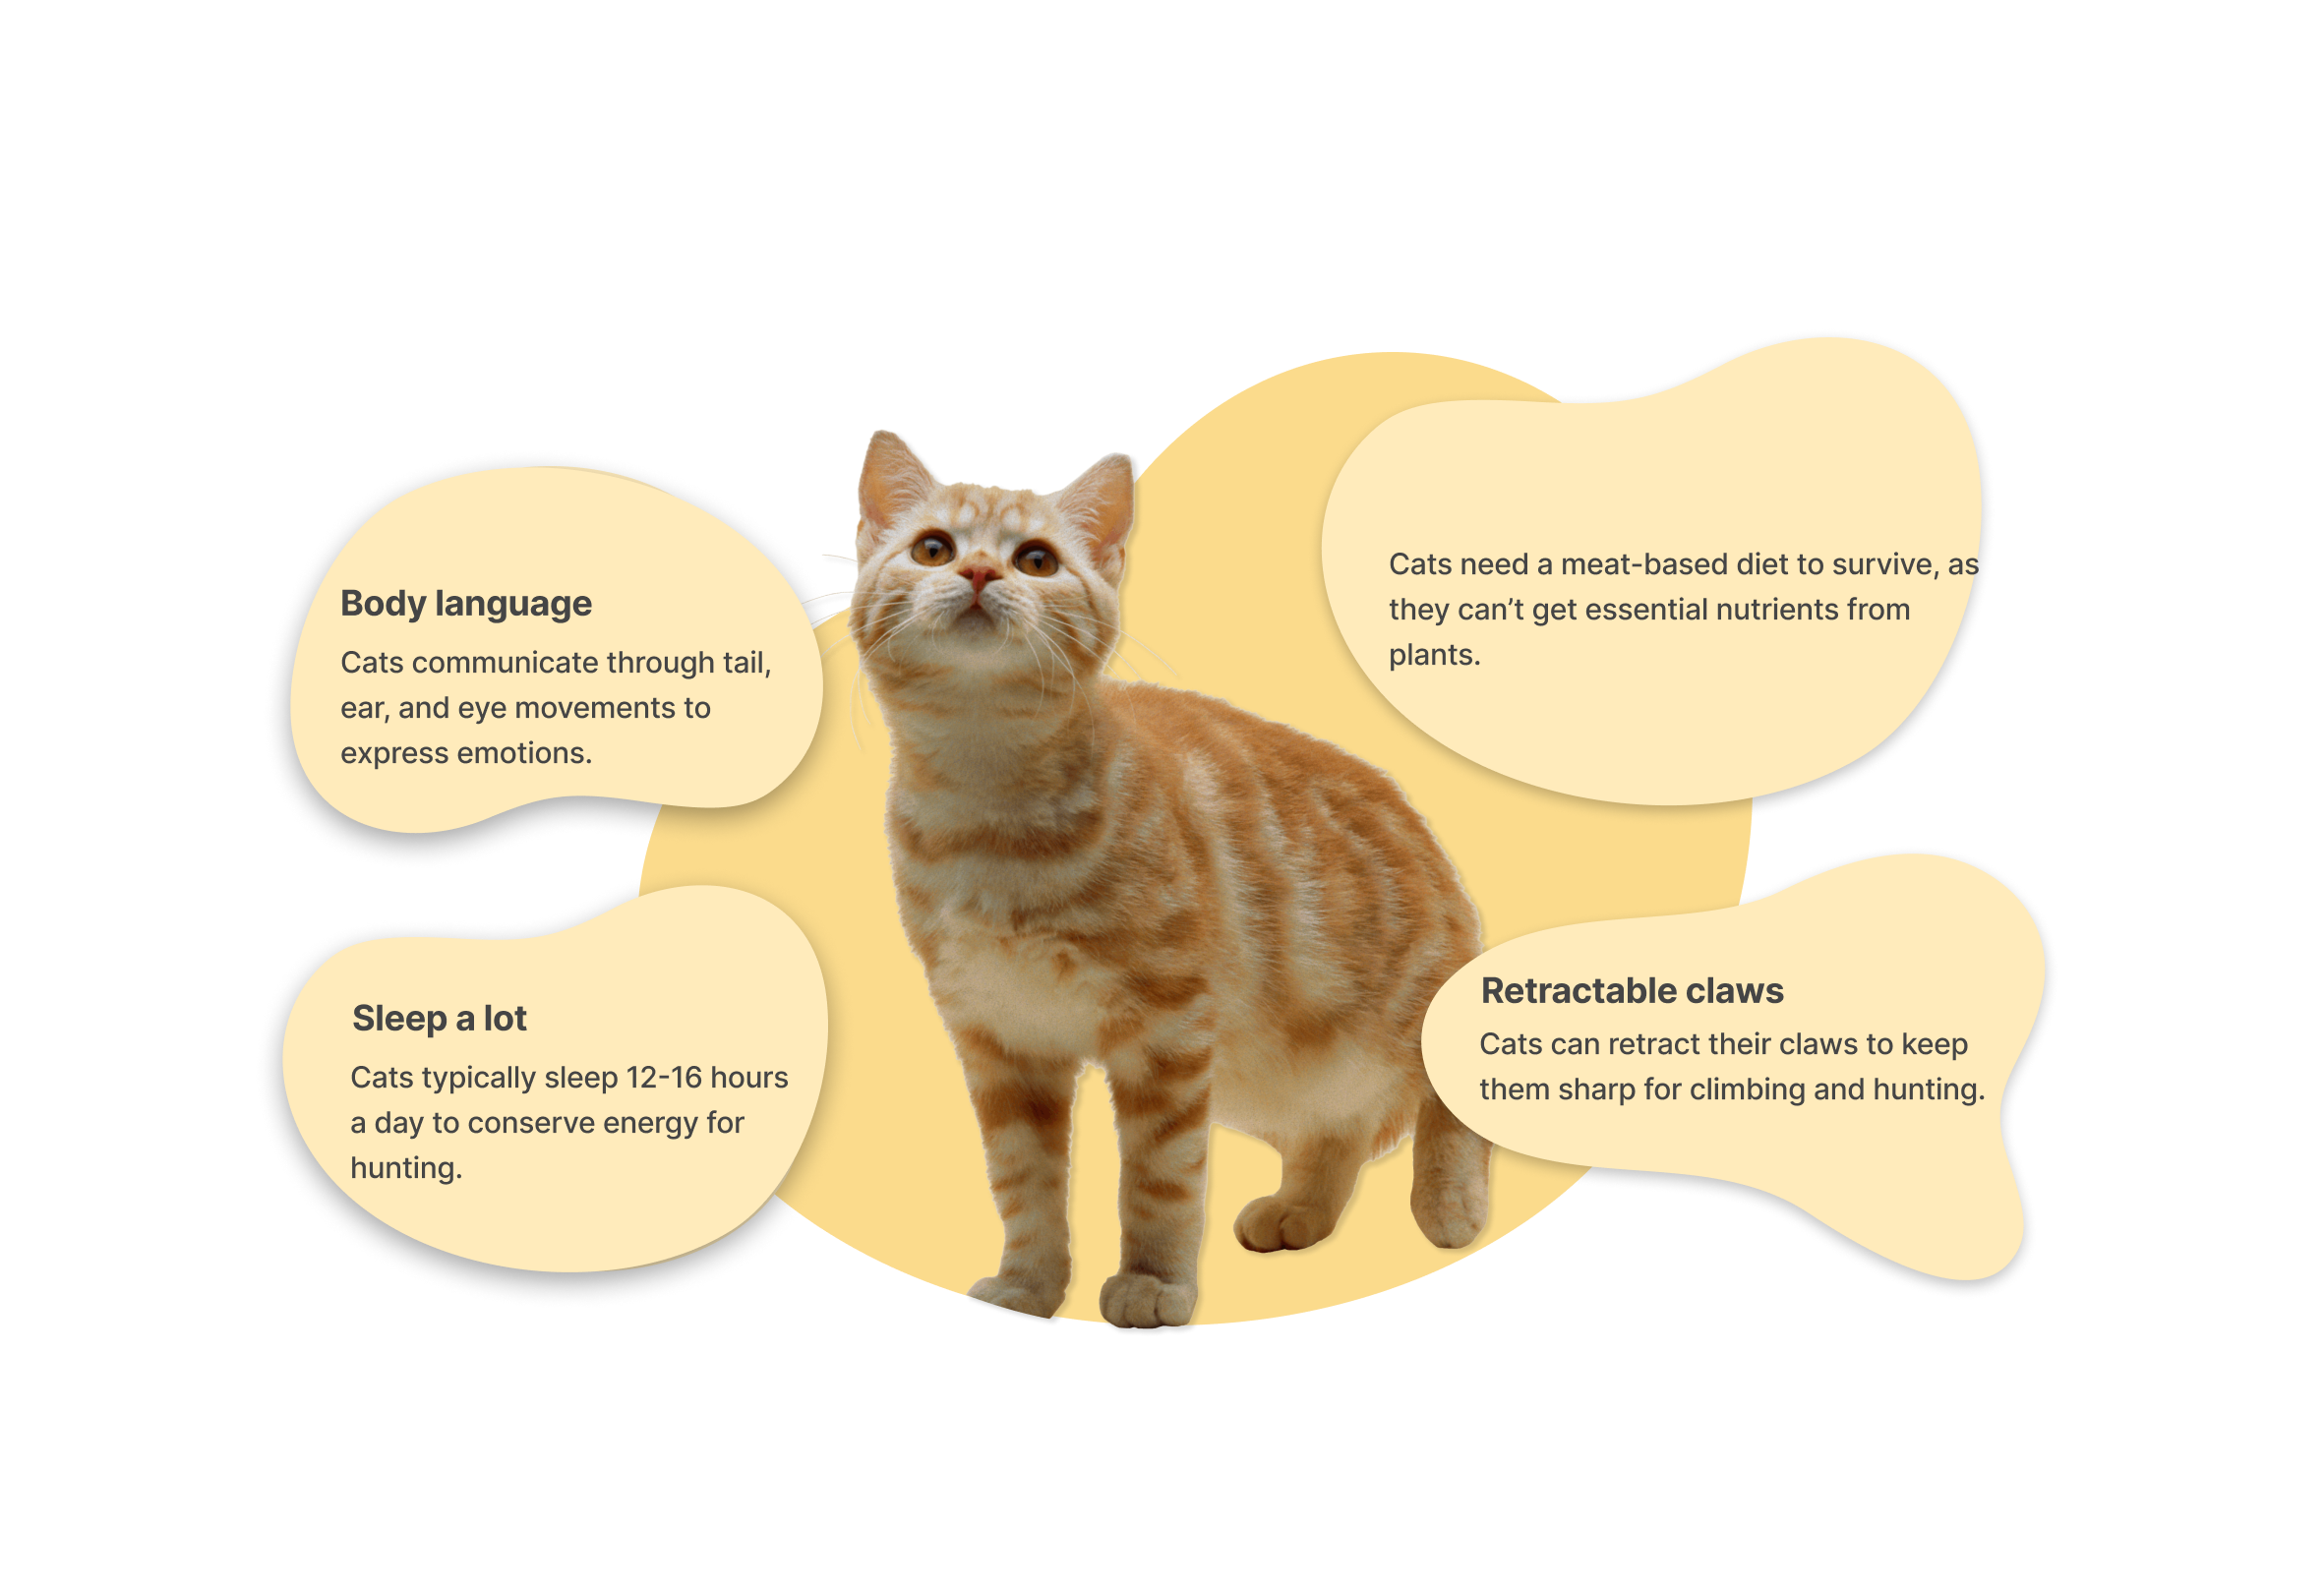 Body language
Cats communicate through tail,
ear, and eye movements to
express emotions.
Cats need a meat-based diet to survive, as
they can’t get essential nutrients from
plants.
Sleep a lot
Cats typically sleep 12-16 hours
a day to conserve energy for
hunting.
Retractable claws
Cats can retract their claws to keep
them sharp for climbing and hunting.